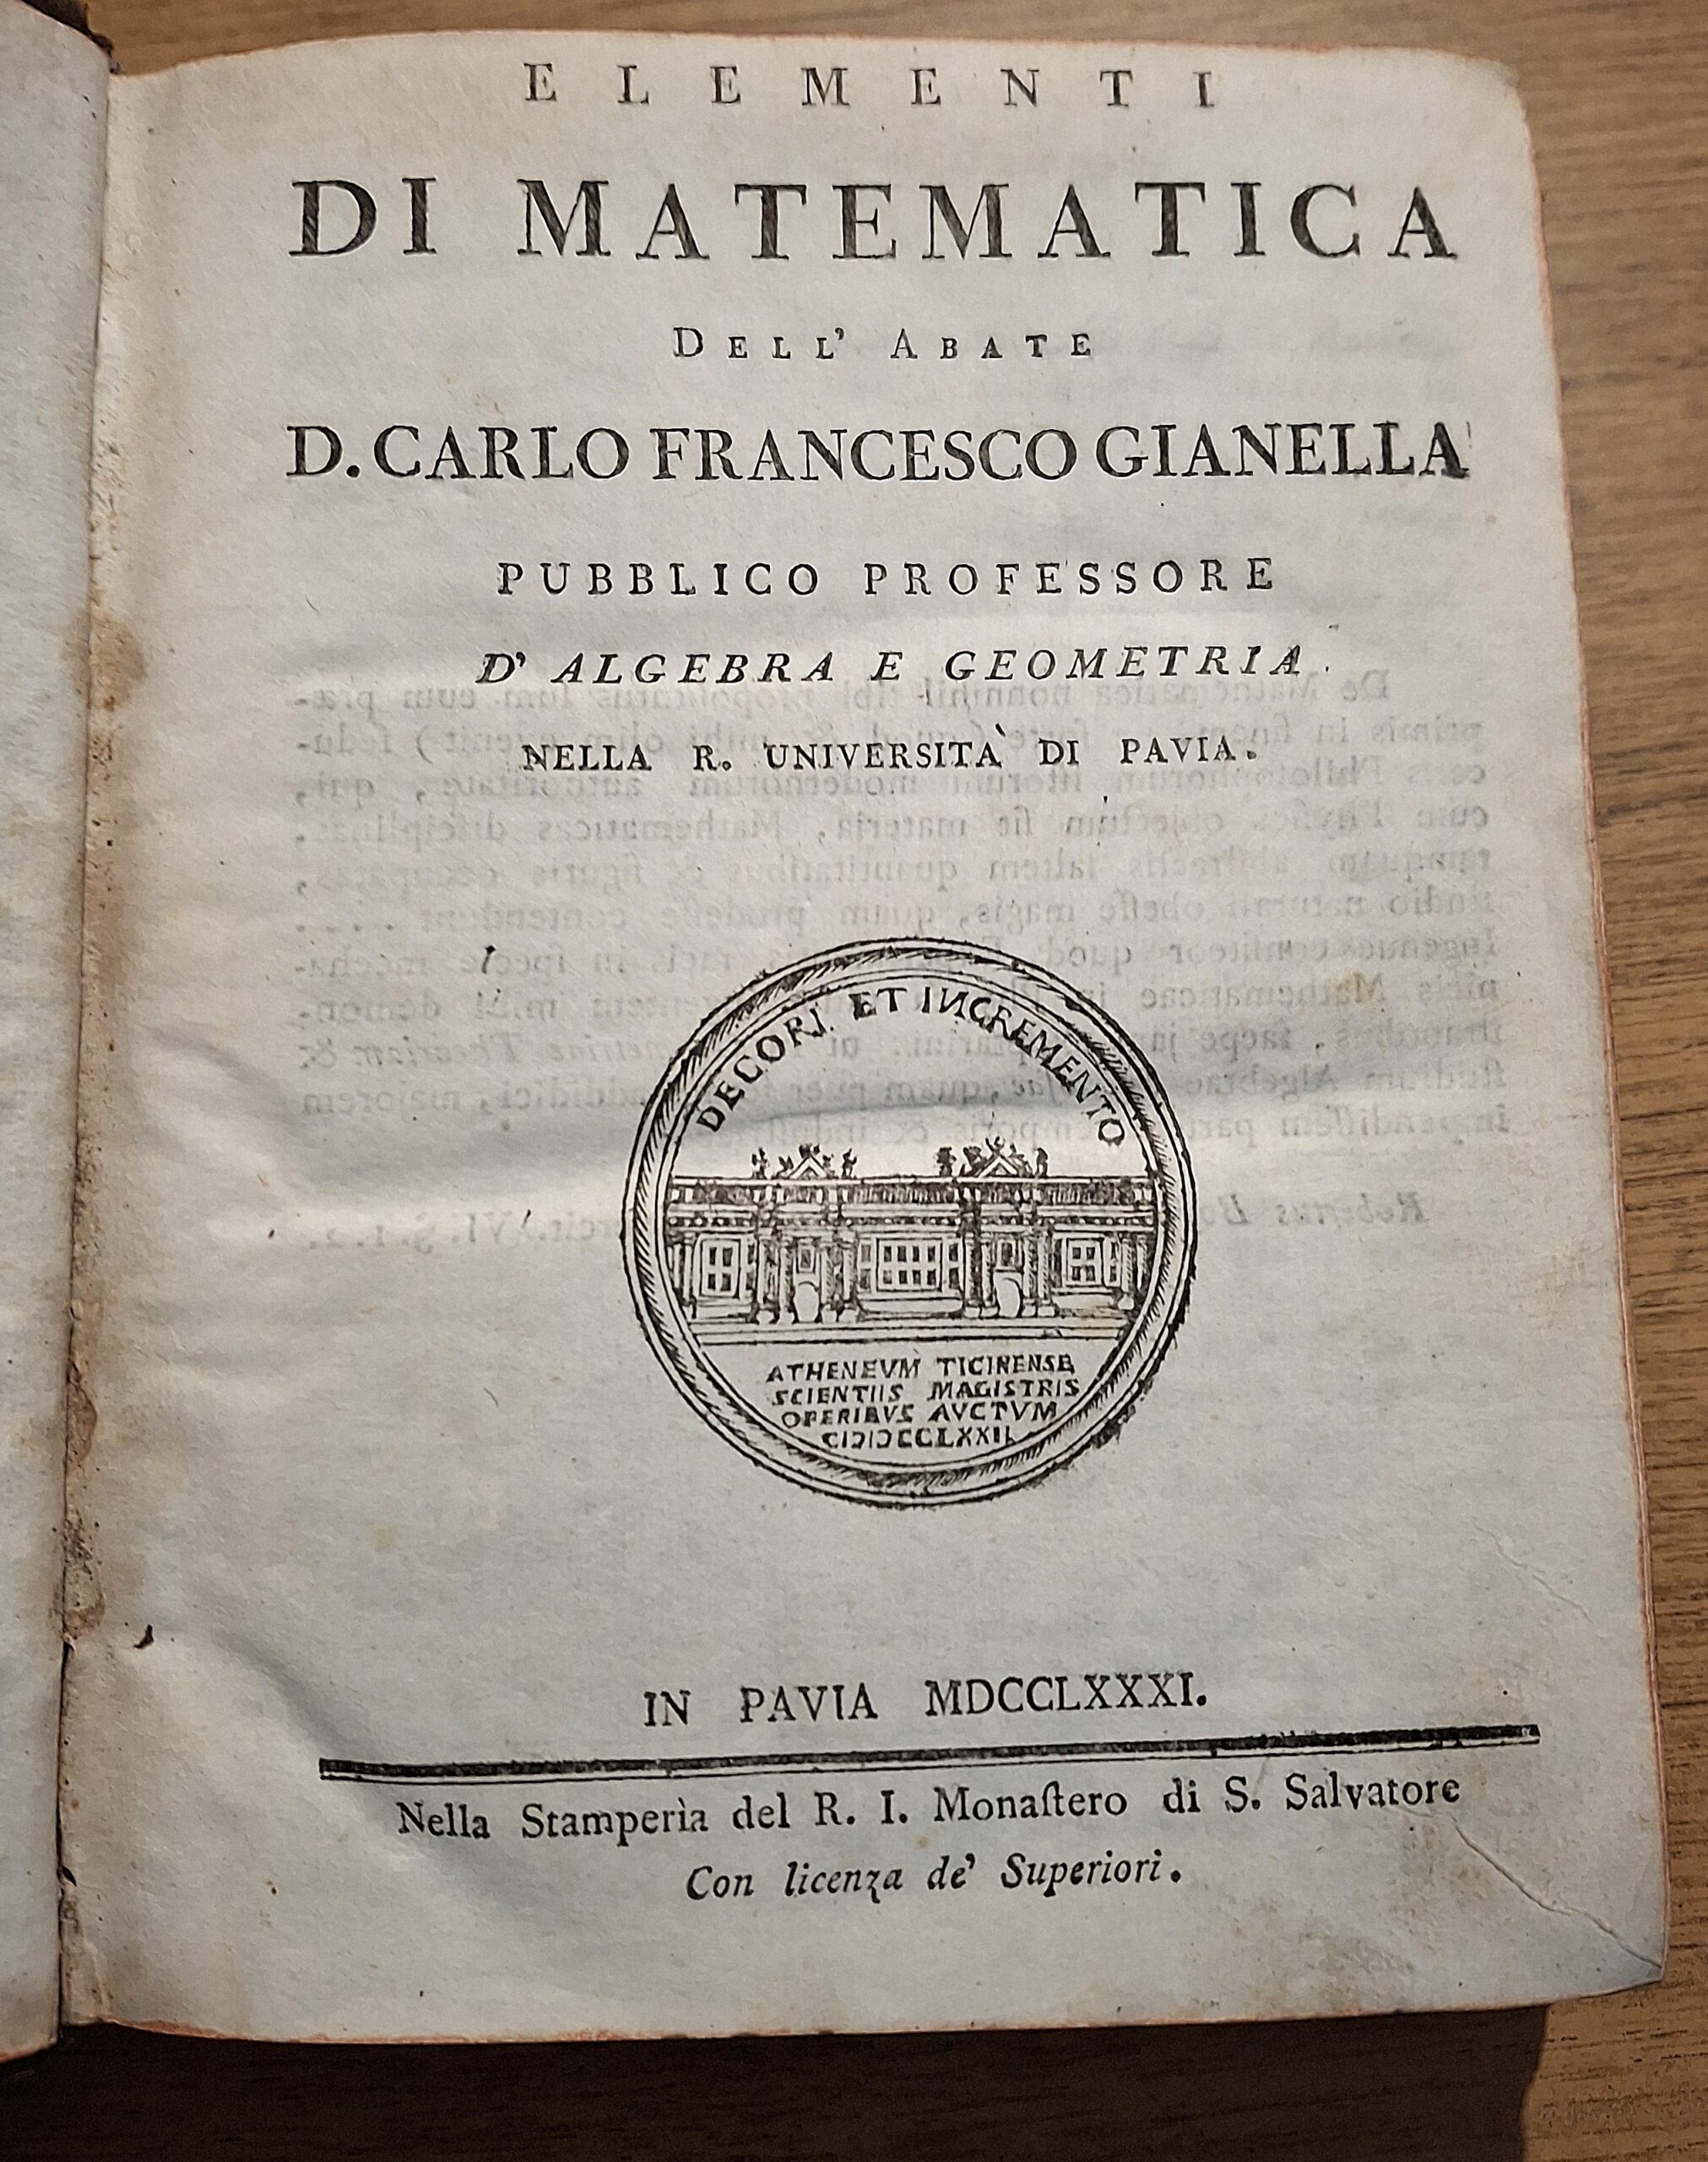 ELEMENTI
DI MATEMATICA
DELL' ABATE
D. CARLO FRANCESCO GIANELLA
PUBBLICO PROFESSORE
D' ALGEBRA E GEOMETRIA
NELLA R. UNIVERSITA' DI PAVIA.
DECORI ET INCREMENTO
ATHENEVM TICINENSE
SCIENTIIS MAGISTRIS
OPERIBVS AVCTVM
CIƆIƆCCLXXII
IN PAVIA MDCCLXXXI.
Nella Stamperìa del R. I. Monaſtero di S. Salvatore
Con licenza de' Superiori.